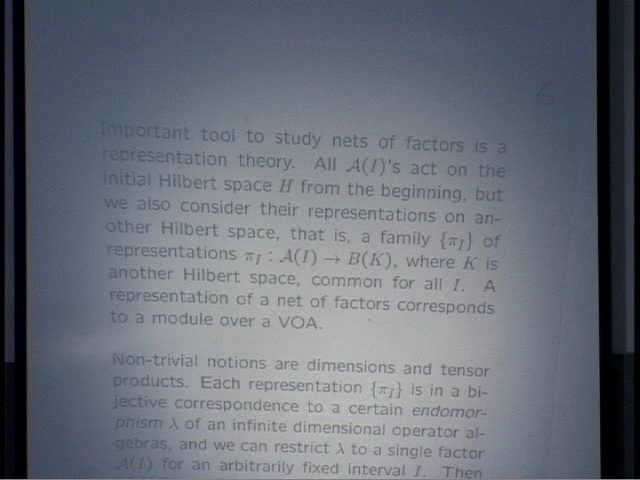 6
Important tool to study nets of factors is a
representation theory. All A(I)'s act on the
initial Hilbert space H from the beginning, but
we also consider their representations on an-
other Hilbert space, that is, a family {π_I} of
representations π_I : A(I) → B(K), where K is
another Hilbert space, common for all I. A
representation of a net of factors corresponds
to a module over a VOA.
Non-trivial notions are dimensions and tensor
products. Each representation {π_I} is in a bi-
jective correspondence to a certain endomor-
phism λ of an infinite dimensional operator al-
gebras, and we can restrict λ to a single factor
A(I) for an arbitrarily fixed interval I. Then